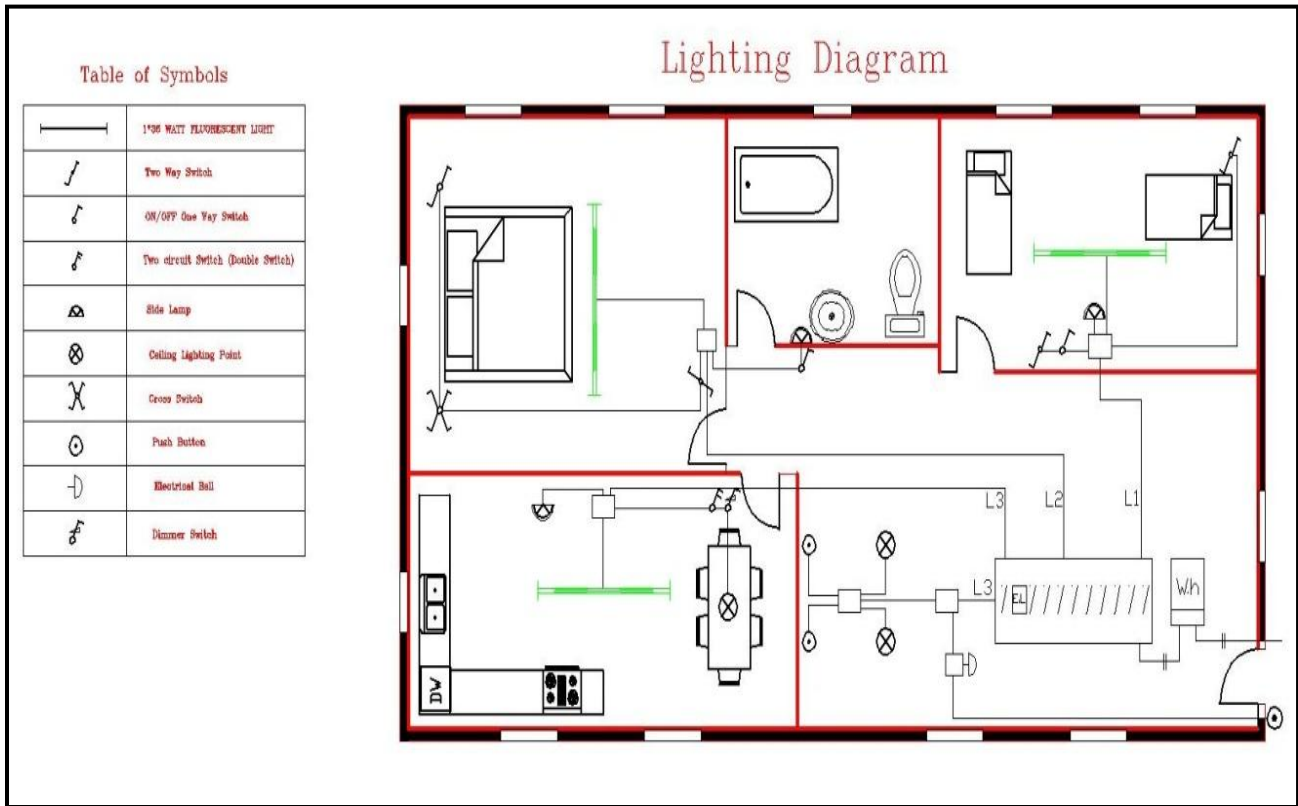 Lighting Diagram
Table of Symbols
1*36 WATT FLUORESCENT LIGHT
Two Way Switch
ON/OFF One Way Switch
Two circuit Switch (Double Switch)
Side Lamp
Ceiling Lighting Point
Cross Switch
Push Button
Electrical Bell
Dimmer Switch
L3
L2
L1
L3
E.L
W.h
DW